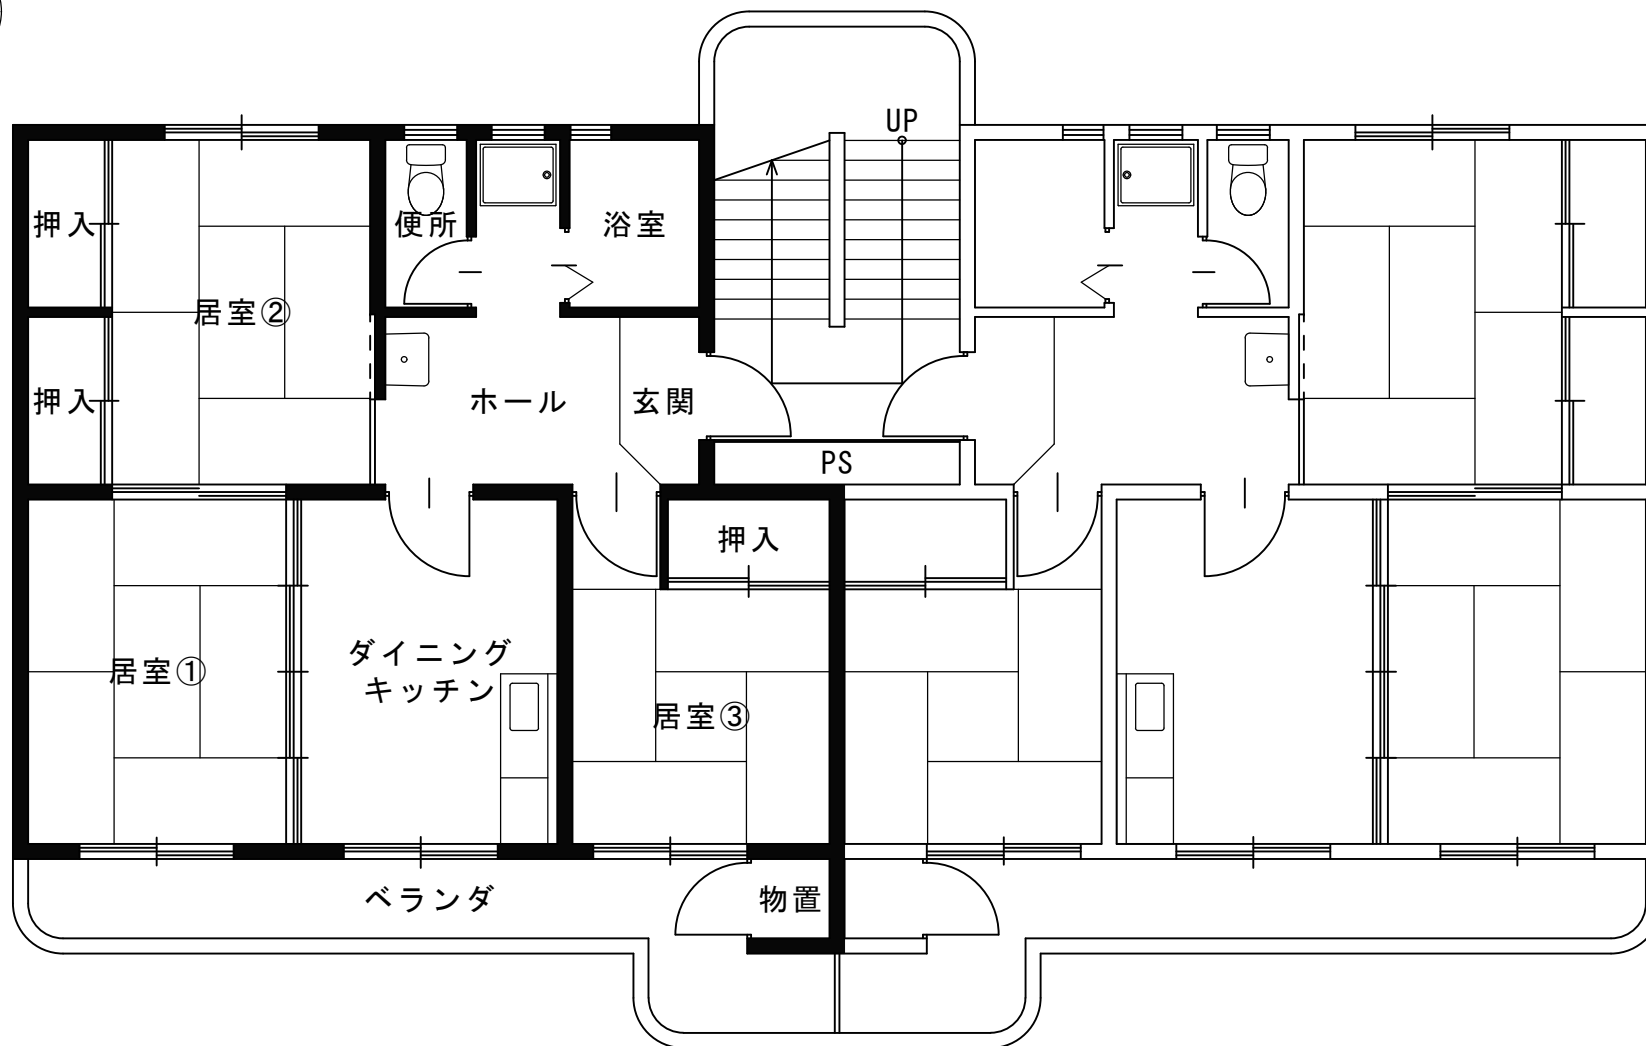 UP
押入
便所
浴室
居室②
押入
ホール
玄関
PS
押入
居室①
ダイニング
キッチン
居室③
ベランダ
物置